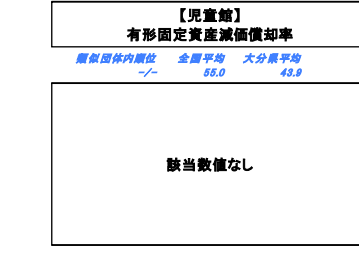 【児童館】
有形固定資産減価償却率
類似団体内順位 全国平均 大分県平均
-/- 55.0 43.9
該当数値なし